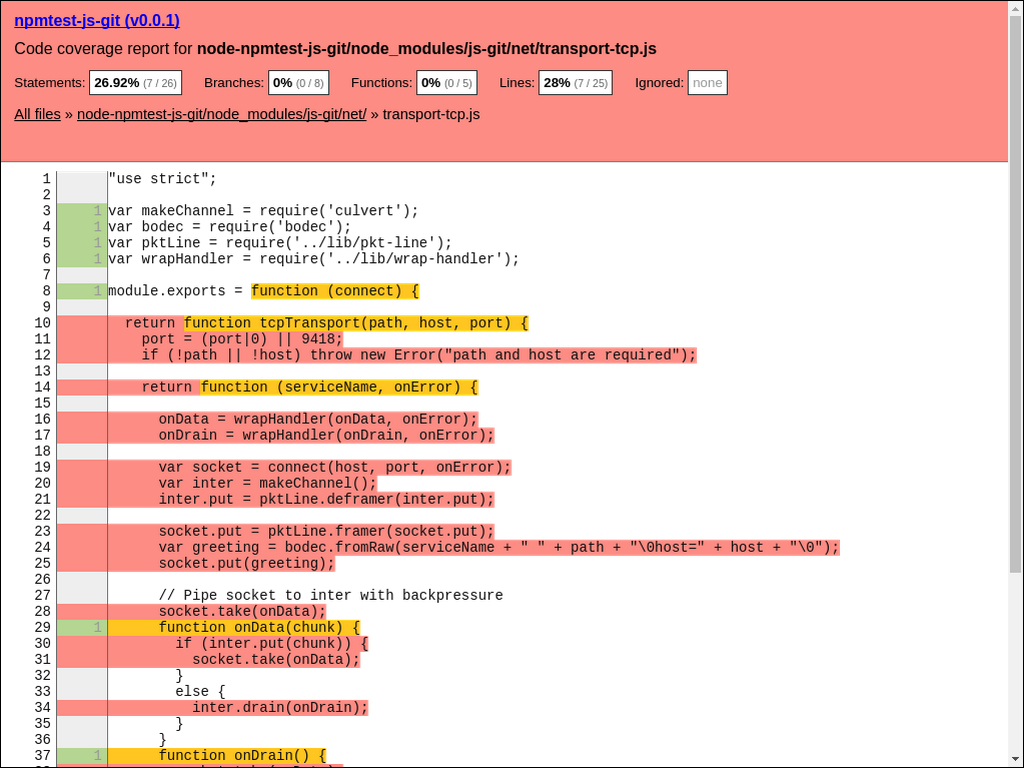 npmtest-js-git (v0.0.1)
Code coverage report for node-npmtest-js-git/node_modules/js-git/net/transport-tcp.js
Statements: 26.92% (7 / 26) Branches: 0% (0 / 8) Functions: 0% (0 / 5) Lines: 28% (7 / 25) Ignored: none
All files » node-npmtest-js-git/node_modules/js-git/net/ » transport-tcp.js
1 "use strict";
2
3 1 var makeChannel = require('culvert');
4 1 var bodec = require('bodec');
5 1 var pktLine = require('../lib/pkt-line');
6 1 var wrapHandler = require('../lib/wrap-handler');
7
8 1 module.exports = function (connect) {
9
10 return function tcpTransport(path, host, port) {
11 port = (port|0) || 9418;
12 if (!path || !host) throw new Error("path and host are required");
13
14 return function (serviceName, onError) {
15
16 onData = wrapHandler(onData, onError);
17 onDrain = wrapHandler(onDrain, onError);
18
19 var socket = connect(host, port, onError);
20 var inter = makeChannel();
21 inter.put = pktLine.deframer(inter.put);
22
23 socket.put = pktLine.framer(socket.put);
24 var greeting = bodec.fromRaw(serviceName + " " + path + "\0host=" + host + "\0");
25 socket.put(greeting);
26
27 // Pipe socket to inter with backpressure
28 socket.take(onData);
29 1 function onData(chunk) {
30 if (inter.put(chunk)) {
31 socket.take(onData);
32 }
33 else {
34 inter.drain(onDrain);
35 }
36 }
37 1 function onDrain() {